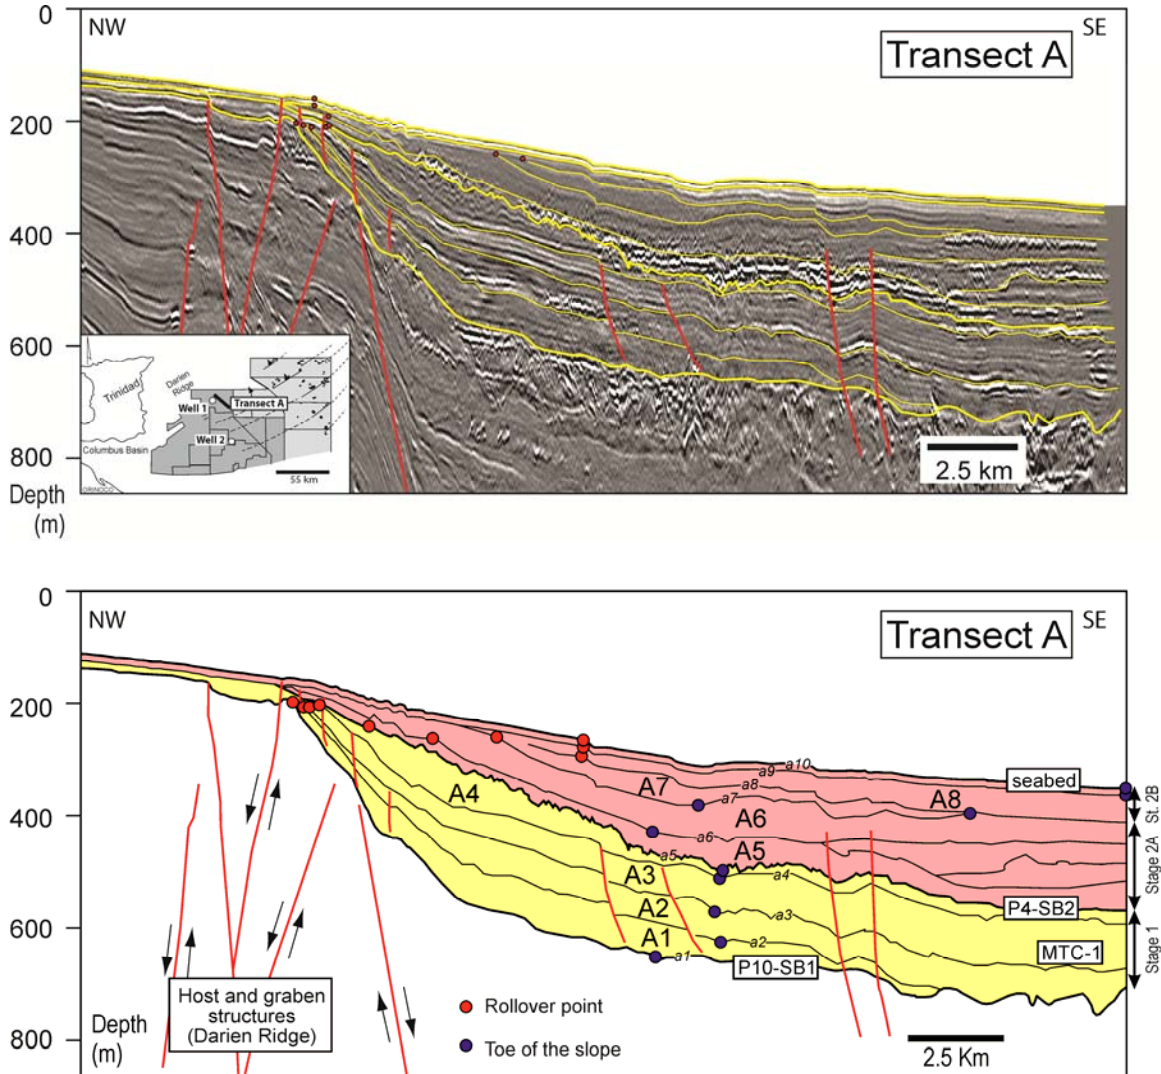 0
NW
SE
Transect A
200
400
600
Trinidad
Darien
Ridge
Transect A
Well 1
Well 2
Columbus Basin
ORINOCO
55 km
2.5 km
800
Depth
(m)
0
NW
SE
Transect A
200
a10
a9
a8
seabed
A7
a7
A8
A4
St. 2B
400
A6
a6
A5
a5
a4
Stage 2A
A3
A2
a3
P4-SB2
600
A1
a2
a1
P10-SB1
MTC-1
Stage 1
Host and graben
structures
(Darien Ridge)
Rollover point
Depth
(m)
800
Toe of the slope
2.5 Km